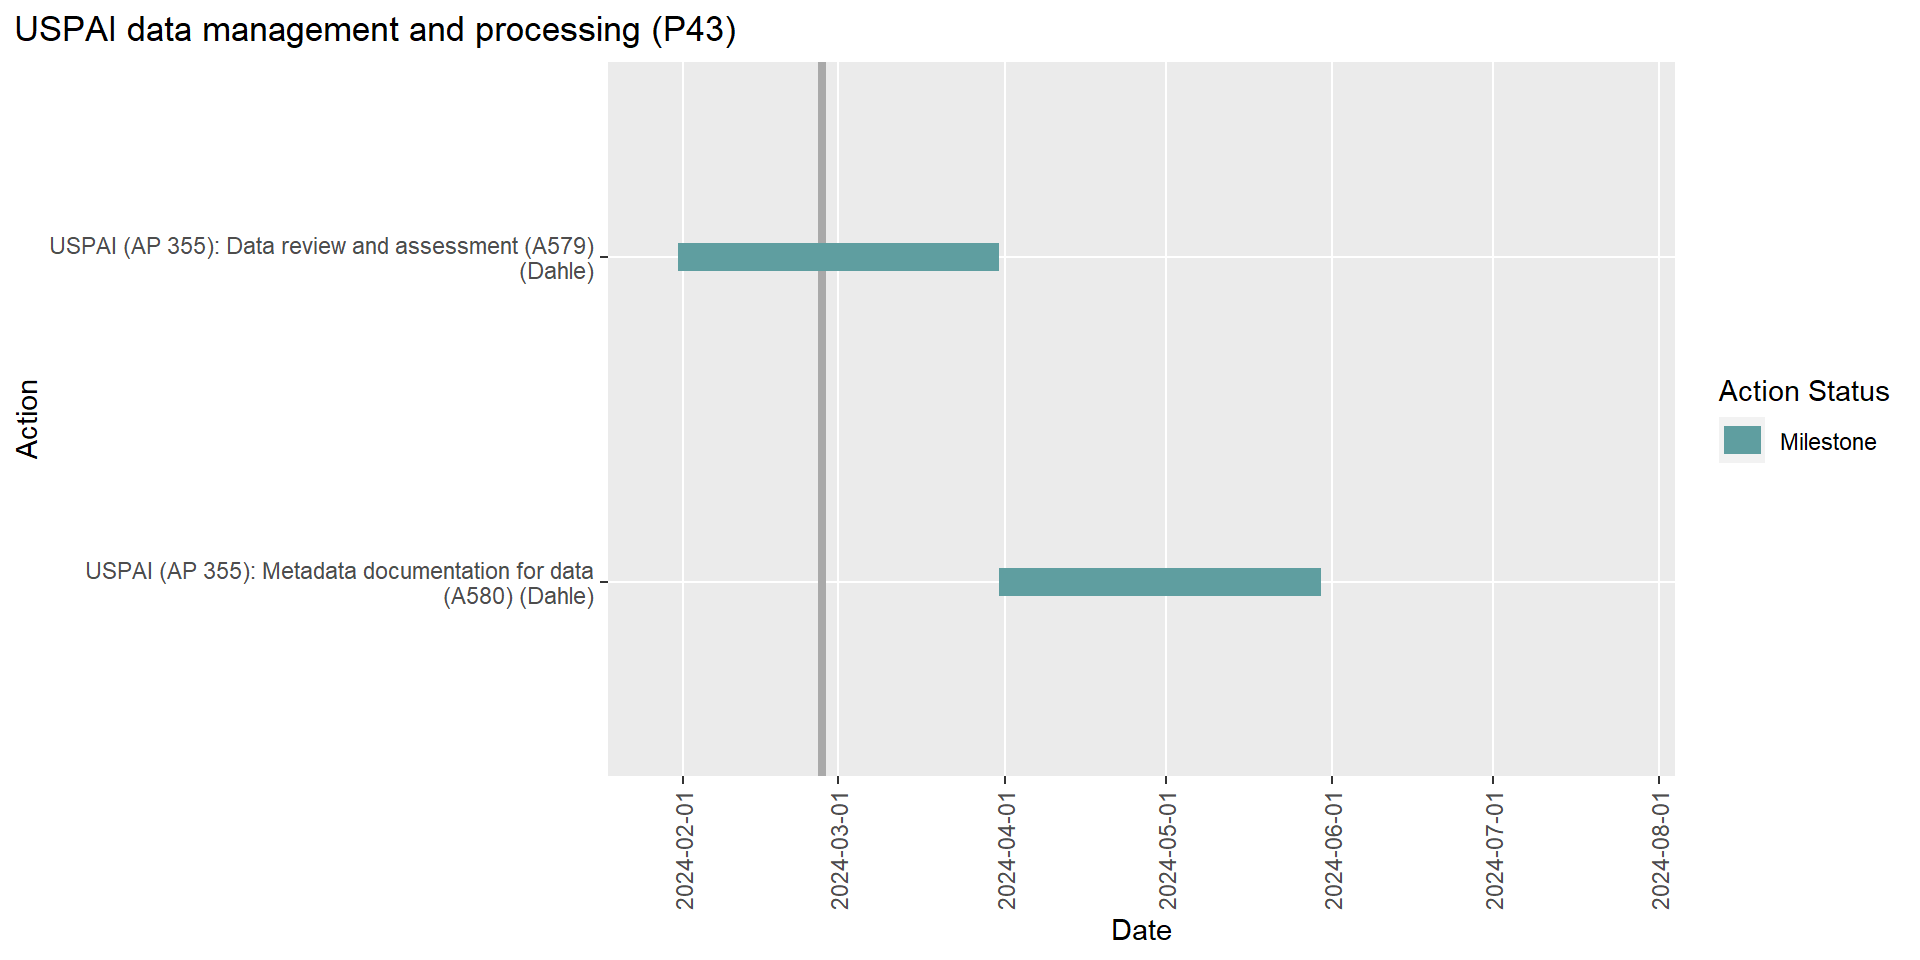 USPAI data management and processing (P43)
USPAI (AP 355): Data review and assessment (A579)
(Dahle)
USPAI (AP 355): Metadata documentation for data
(A580) (Dahle)
Action
2024-02-01
2024-03-01
2024-04-01
2024-05-01
2024-06-01
2024-07-01
2024-08-01
Date
Action Status
Milestone